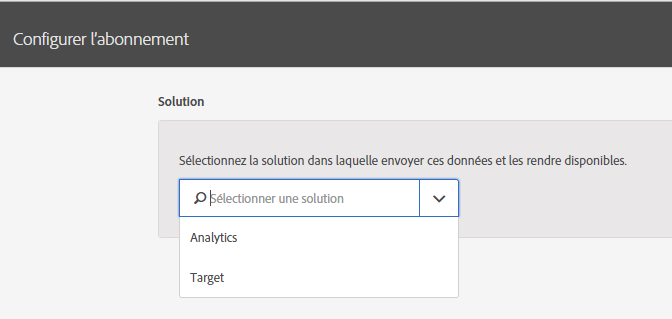 Configurer l'abonnement
Solution
Sélectionnez la solution dans laquelle envoyer ces données et les rendre disponibles.
Sélectionner une solution
Analytics
Target